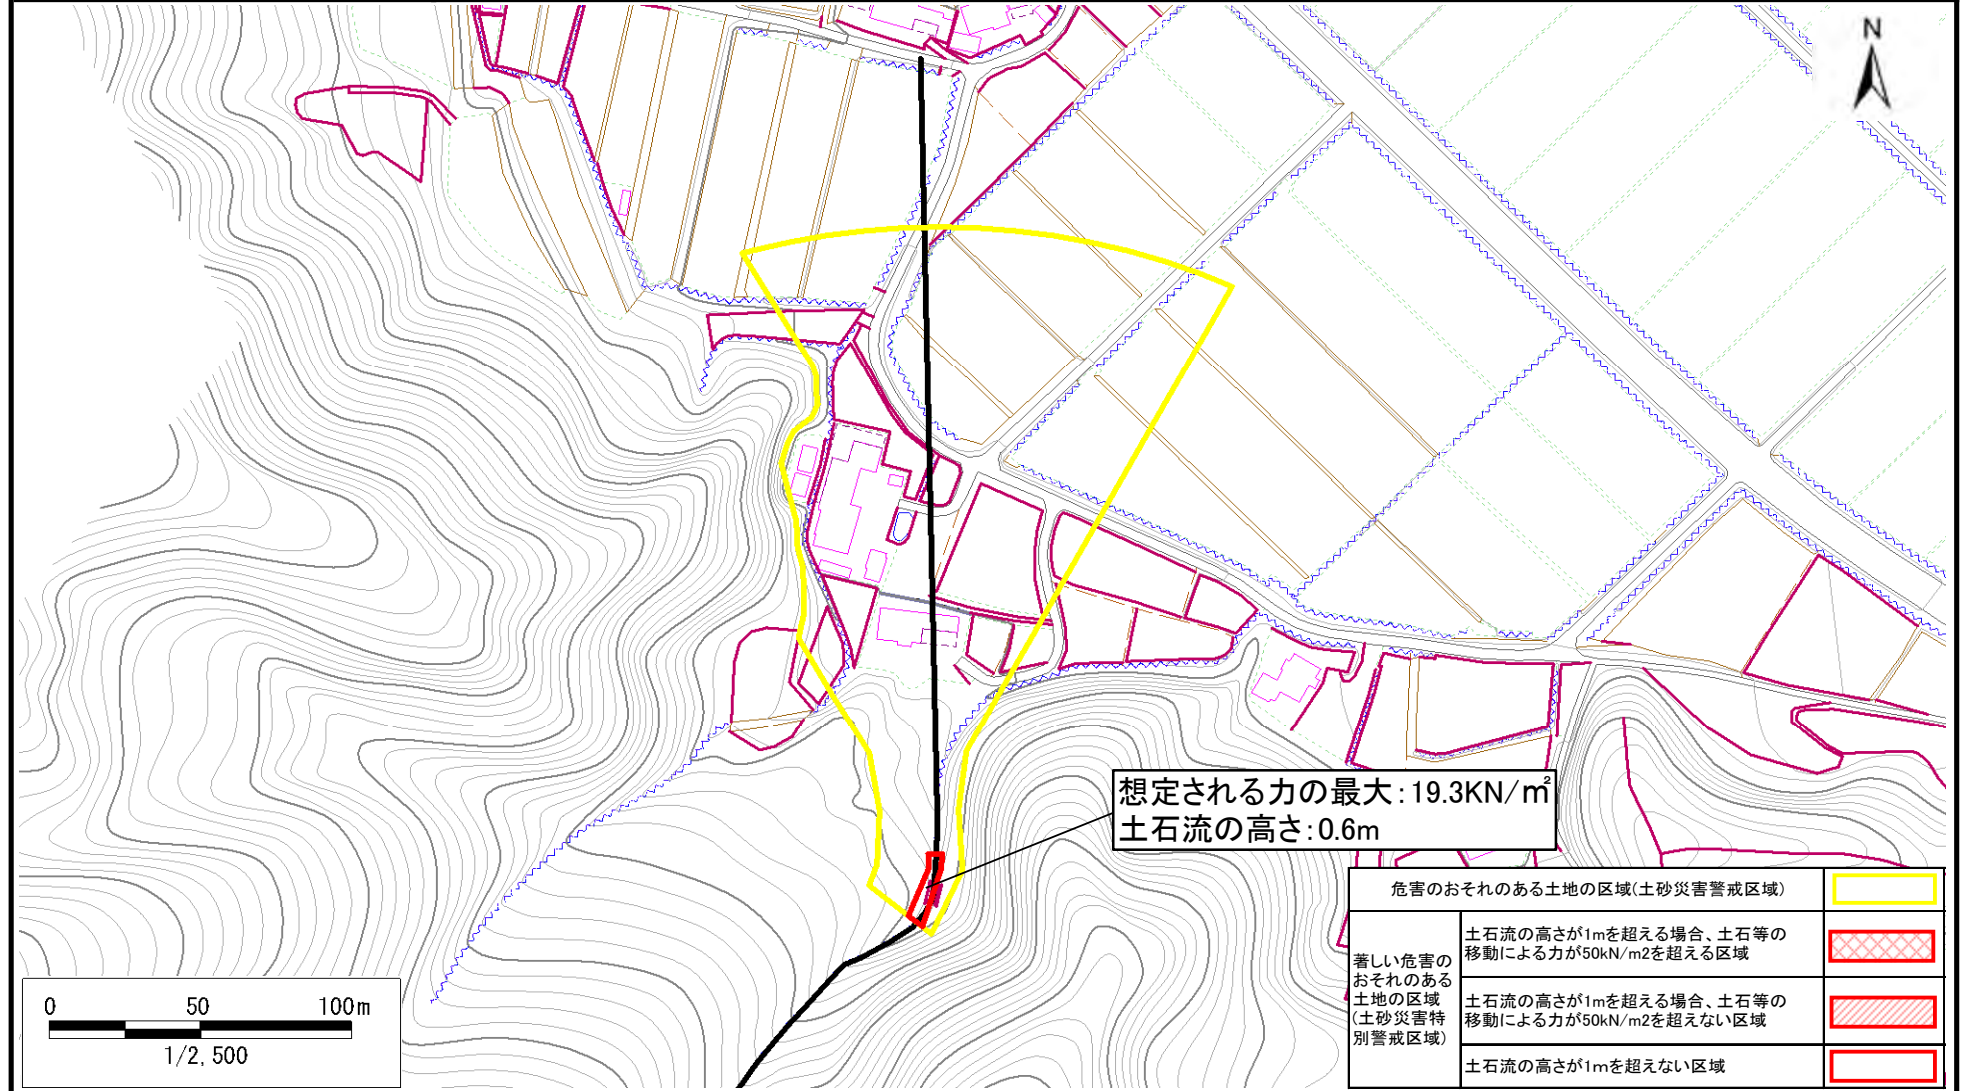 N
想定される力の最大:19.3KN/㎡
土石流の高さ:0.6m
危害のおそれのある土地の区域(土砂災害警戒区域)
著しい危害の
おそれのある
土地の区域
(土砂災害特
別警戒区域)
土石流の高さが1mを超える場合、土石等の
移動による力が50kN/m2を超える区域
土石流の高さが1mを超える場合、土石等の
移動による力が50kN/m2を超えない区域
土石流の高さが1mを超えない区域
0 50 100m
1/2,500